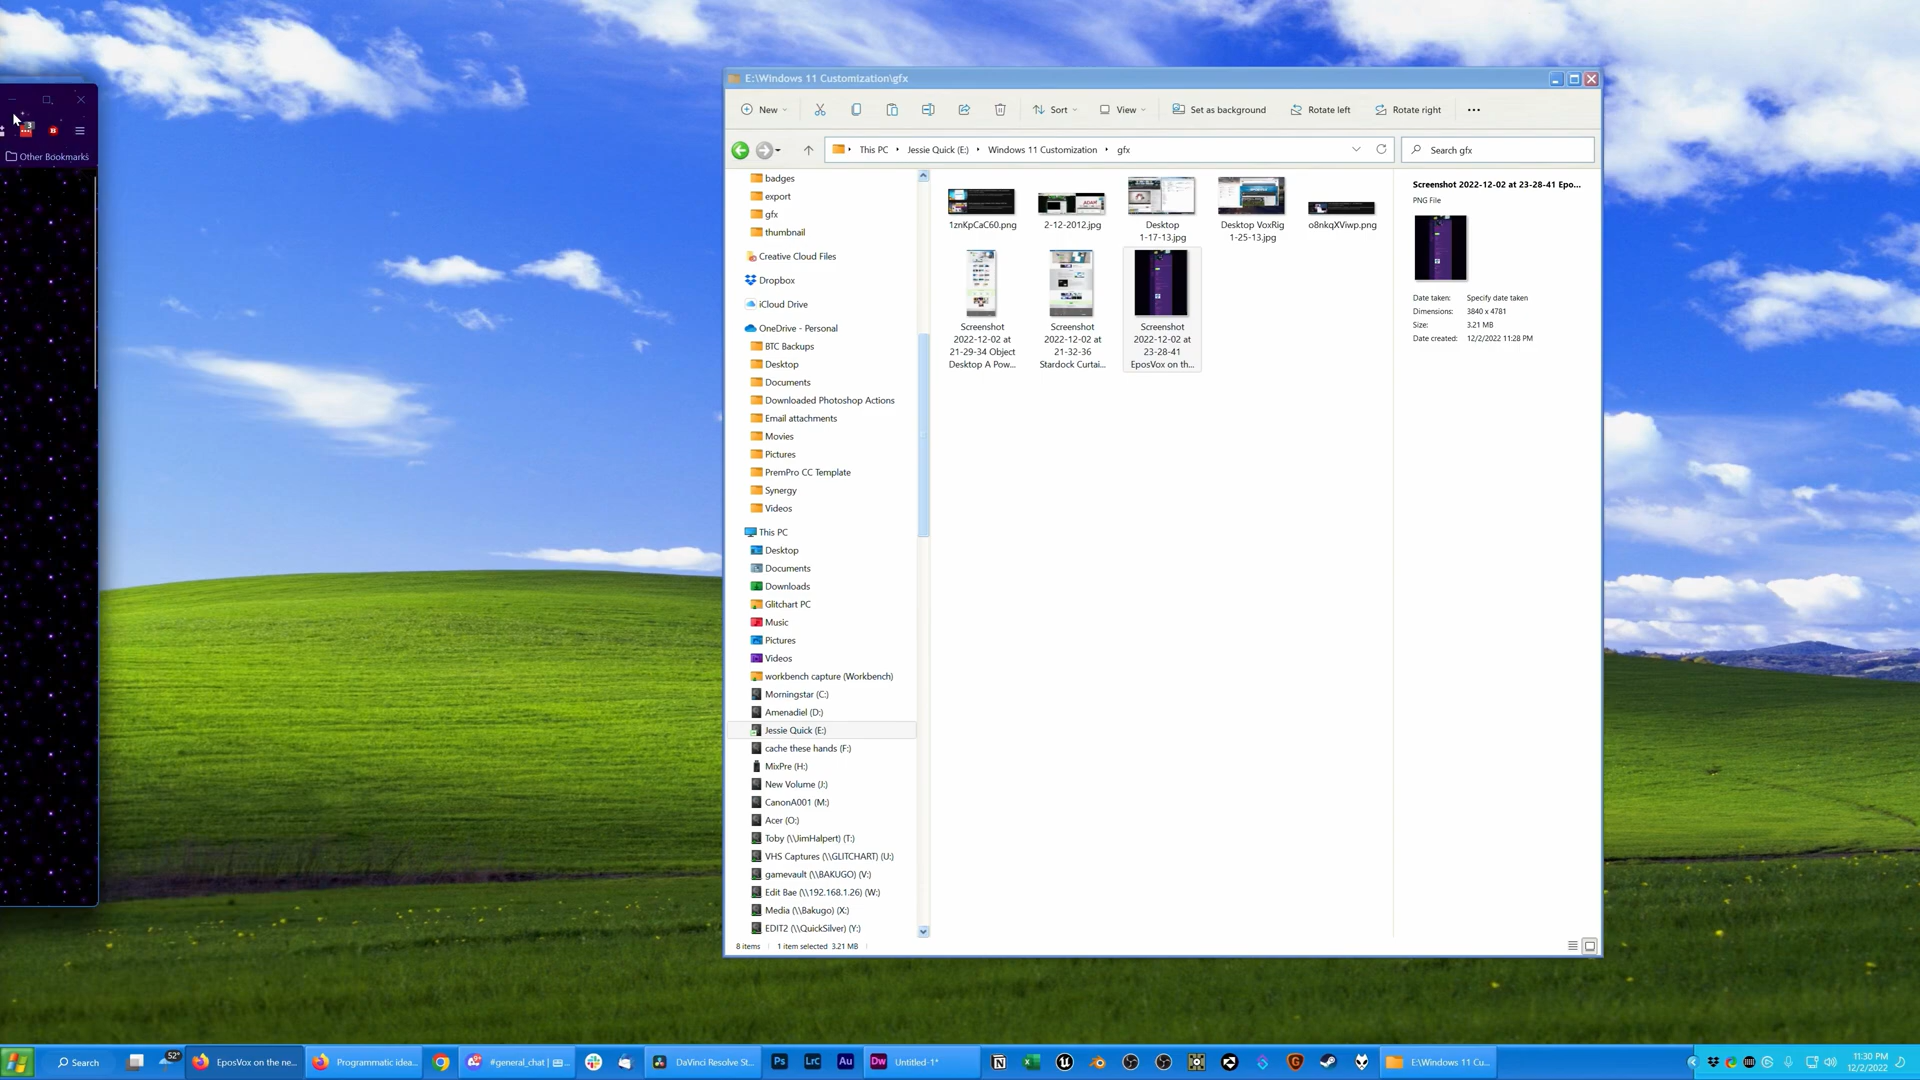 E:\Windows 11 Customization\gfx
New
Sort
View
Set as background
Rotate left
Rotate right
This PC
Jessie Quick (E:)
Windows 11 Customization
gfx
Search gfx
3
B
Other Bookmarks
badges
export
gfx
thumbnail
Creative Cloud Files
Dropbox
iCloud Drive
OneDrive - Personal
BTC Backups
Desktop
Documents
Downloaded Photoshop Actions
Email attachments
Movies
Pictures
PremPro CC Template
Synergy
Videos
This PC
Desktop
Documents
Downloads
Glitchart PC
Music
Pictures
Videos
workbench capture (Workbench)
Morningstar (C:)
Amenadiel (D:)
Jessie Quick (E:)
cache these hands (F:)
MixPre (H:)
New Volume (J:)
CanonA001 (M:)
Acer (O:)
Toby (\\JimHalpert) (T:)
VHS Captures (\\GLITCHART) (U:)
gamevault (\\BAKUGO) (V:)
Edit Bae (\\192.168.1.26) (W:)
Media (\\Bakugo) (X:)
EDIT2 (\\QuickSilver) (Y:)
1znKpCaC60.png
2-12-2012.jpg
Desktop
1-17-13.jpg
Desktop VoxRig
1-25-13.jpg
o8nkqXViwp.png
Screenshot
2022-12-02 at
21-29-34 Object
Desktop A Pow...
Screenshot
2022-12-02 at
21-32-36
Stardock Curtai...
Screenshot
2022-12-02 at
23-28-41
EposVox on th...
Screenshot 2022-12-02 at 23-28-41 Epo...
PNG File
Date taken: Specify date taken
Dimensions: 3840 x 4781
Size: 3.21 MB
Date created: 12/2/2022 11:28 PM
8 items
1 item selected 3.21 MB
Search
52°
EposVox on the ne...
Programmatic idea...
#general_chat |
DaVinci Resolve St...
Ps
Lrc
Au
Dw
Untitled-1*
E:\Windows 11 Cu...
11:30 PM
12/2/2022